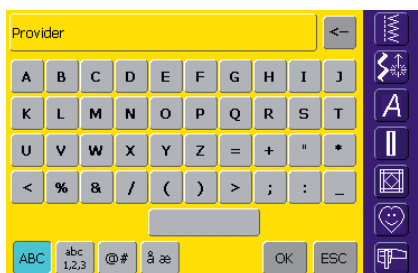 Provider <-
A B C D E F G H I J
K L M N O P Q R S T
U V W X Y Z = + " *
< % & / ( ) > ; : _
ABC abc 1,2,3 @# å æ OK ESC
A